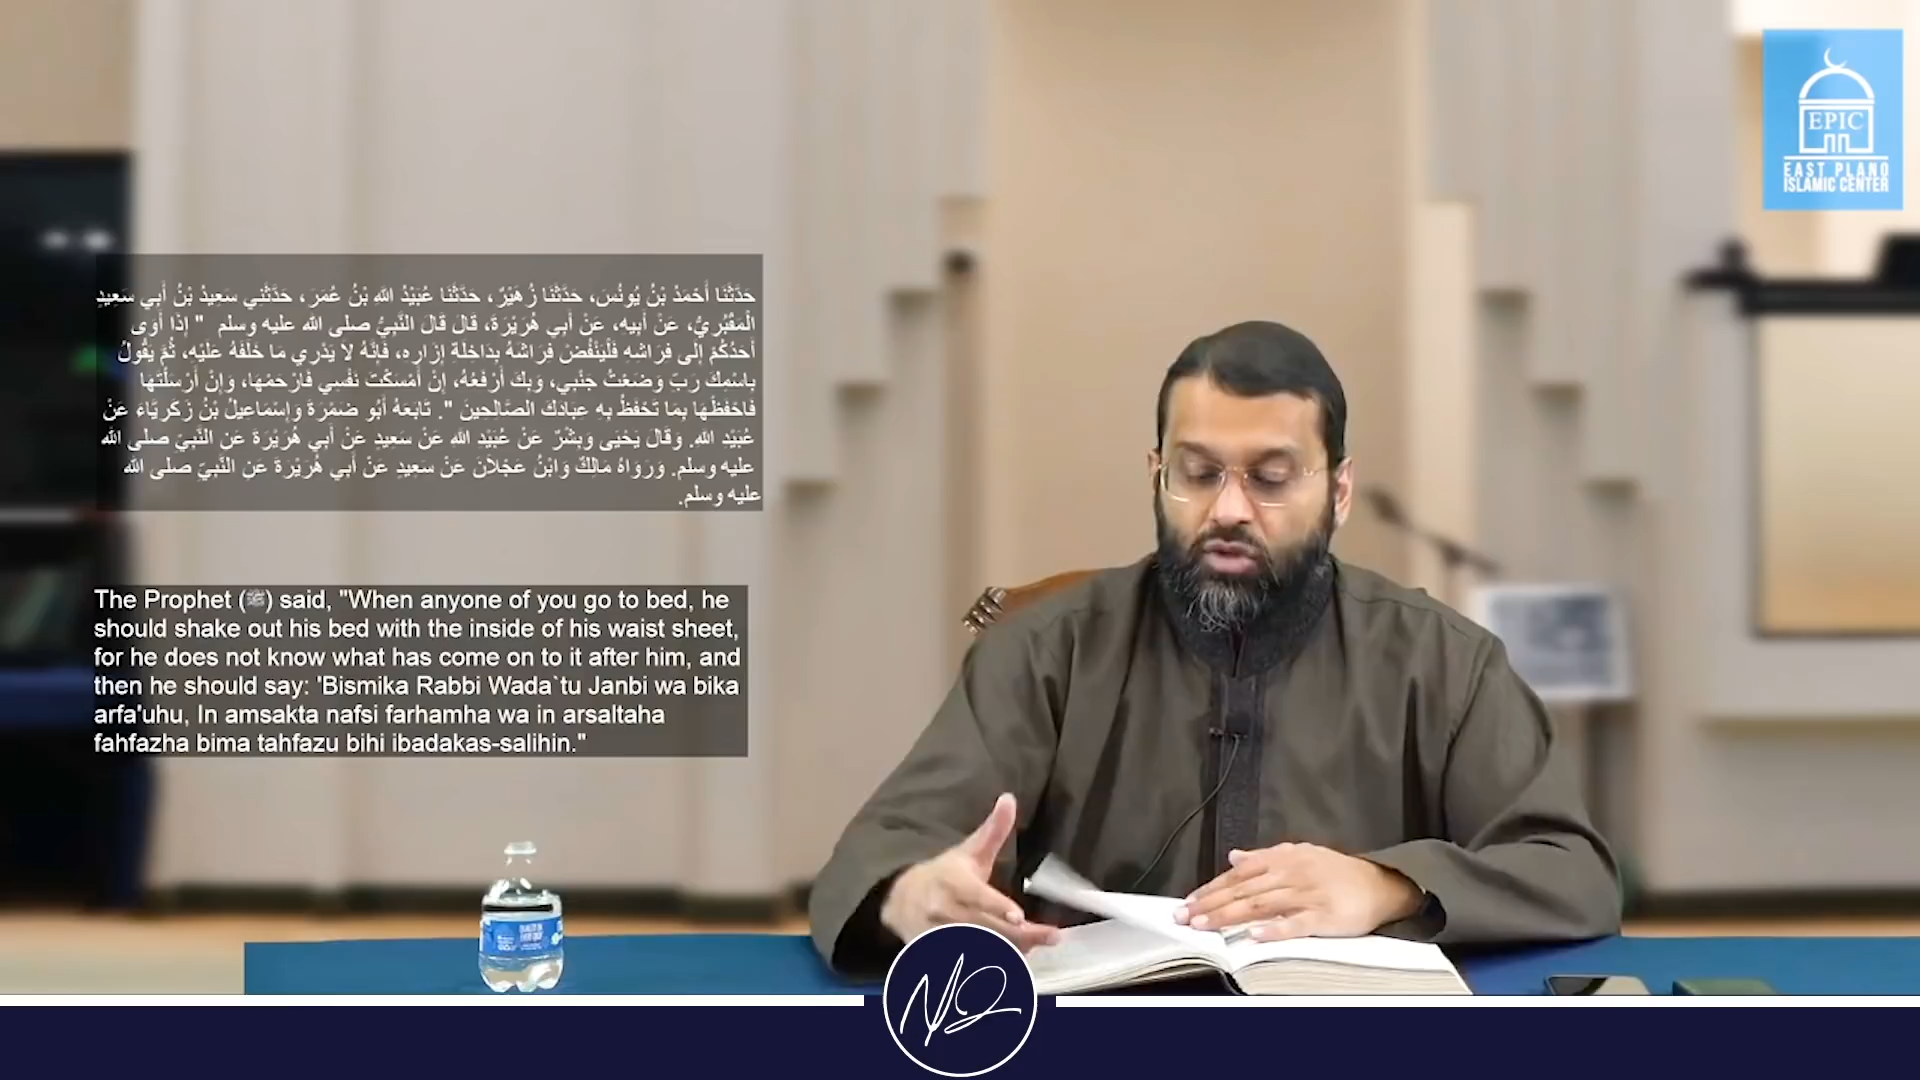 حَدَّثَنَا أَحْمَدُ بْنُ يُونُسَ، حَدَّثَنَا زُهَيْرٌ، حَدَّثَنَا عُبَيْدُ اللَّهِ بْنُ عُمَرَ، حَدَّثَنِي سَعِيدُ بْنُ أَبِي سَعِيدٍ
الْمَقْبُرِيُّ، عَنْ أَبِيهِ، عَنْ أَبِي هُرَيْرَةَ، قَالَ قَالَ النَّبِيُّ صلى الله عليه وسلم " إِذَا أَوَى
أَحَدُكُمْ إِلَى فِرَاشِهِ فَلْيَنْفُضْ فِرَاشَهُ بِدَاخِلَةِ إِزَارِهِ، فَإِنَّهُ لاَ يَدْرِي مَا خَلَفَهُ عَلَيْهِ، ثُمَّ يَقُولُ
بِاسْمِكَ رَبِّ وَضَعْتُ جَنْبِي، وَبِكَ أَرْفَعُهُ، إِنْ أَمْسَكْتَ نَفْسِي فَارْحَمْهَا، وَإِنْ أَرْسَلْتَهَا
فَاحْفَظْهَا بِمَا تَحْفَظُ بِهِ عِبَادَكَ الصَّالِحِينَ ". تَابَعَهُ أَبُو ضَمْرَةَ وَإِسْمَاعِيلُ بْنُ زَكَرِيَّاءَ عَنْ
عُبَيْدِ اللَّهِ. وَقَالَ يَحْيَى وَبِشْرٌ عَنْ عُبَيْدِ اللَّهِ عَنْ سَعِيدٍ عَنْ أَبِي هُرَيْرَةَ عَنِ النَّبِيِّ صلى الله
عليه وسلم. وَرَوَاهُ مَالِكٌ وَابْنُ عَجْلاَنَ عَنْ سَعِيدٍ عَنْ أَبِي هُرَيْرَةَ عَنِ النَّبِيِّ صلى الله
عليه وسلم.
The Prophet (ﷺ) said, "When anyone of you go to bed, he
should shake out his bed with the inside of his waist sheet,
for he does not know what has come on to it after him, and
then he should say: 'Bismika Rabbi Wada`tu Janbi wa bika
arfa'uhu, In amsakta nafsi farhamha wa in arsaltaha
fahfazha bima tahfazu bihi ibadakas-salihin."
EPIC
EAST PLANO
ISLAMIC CENTER